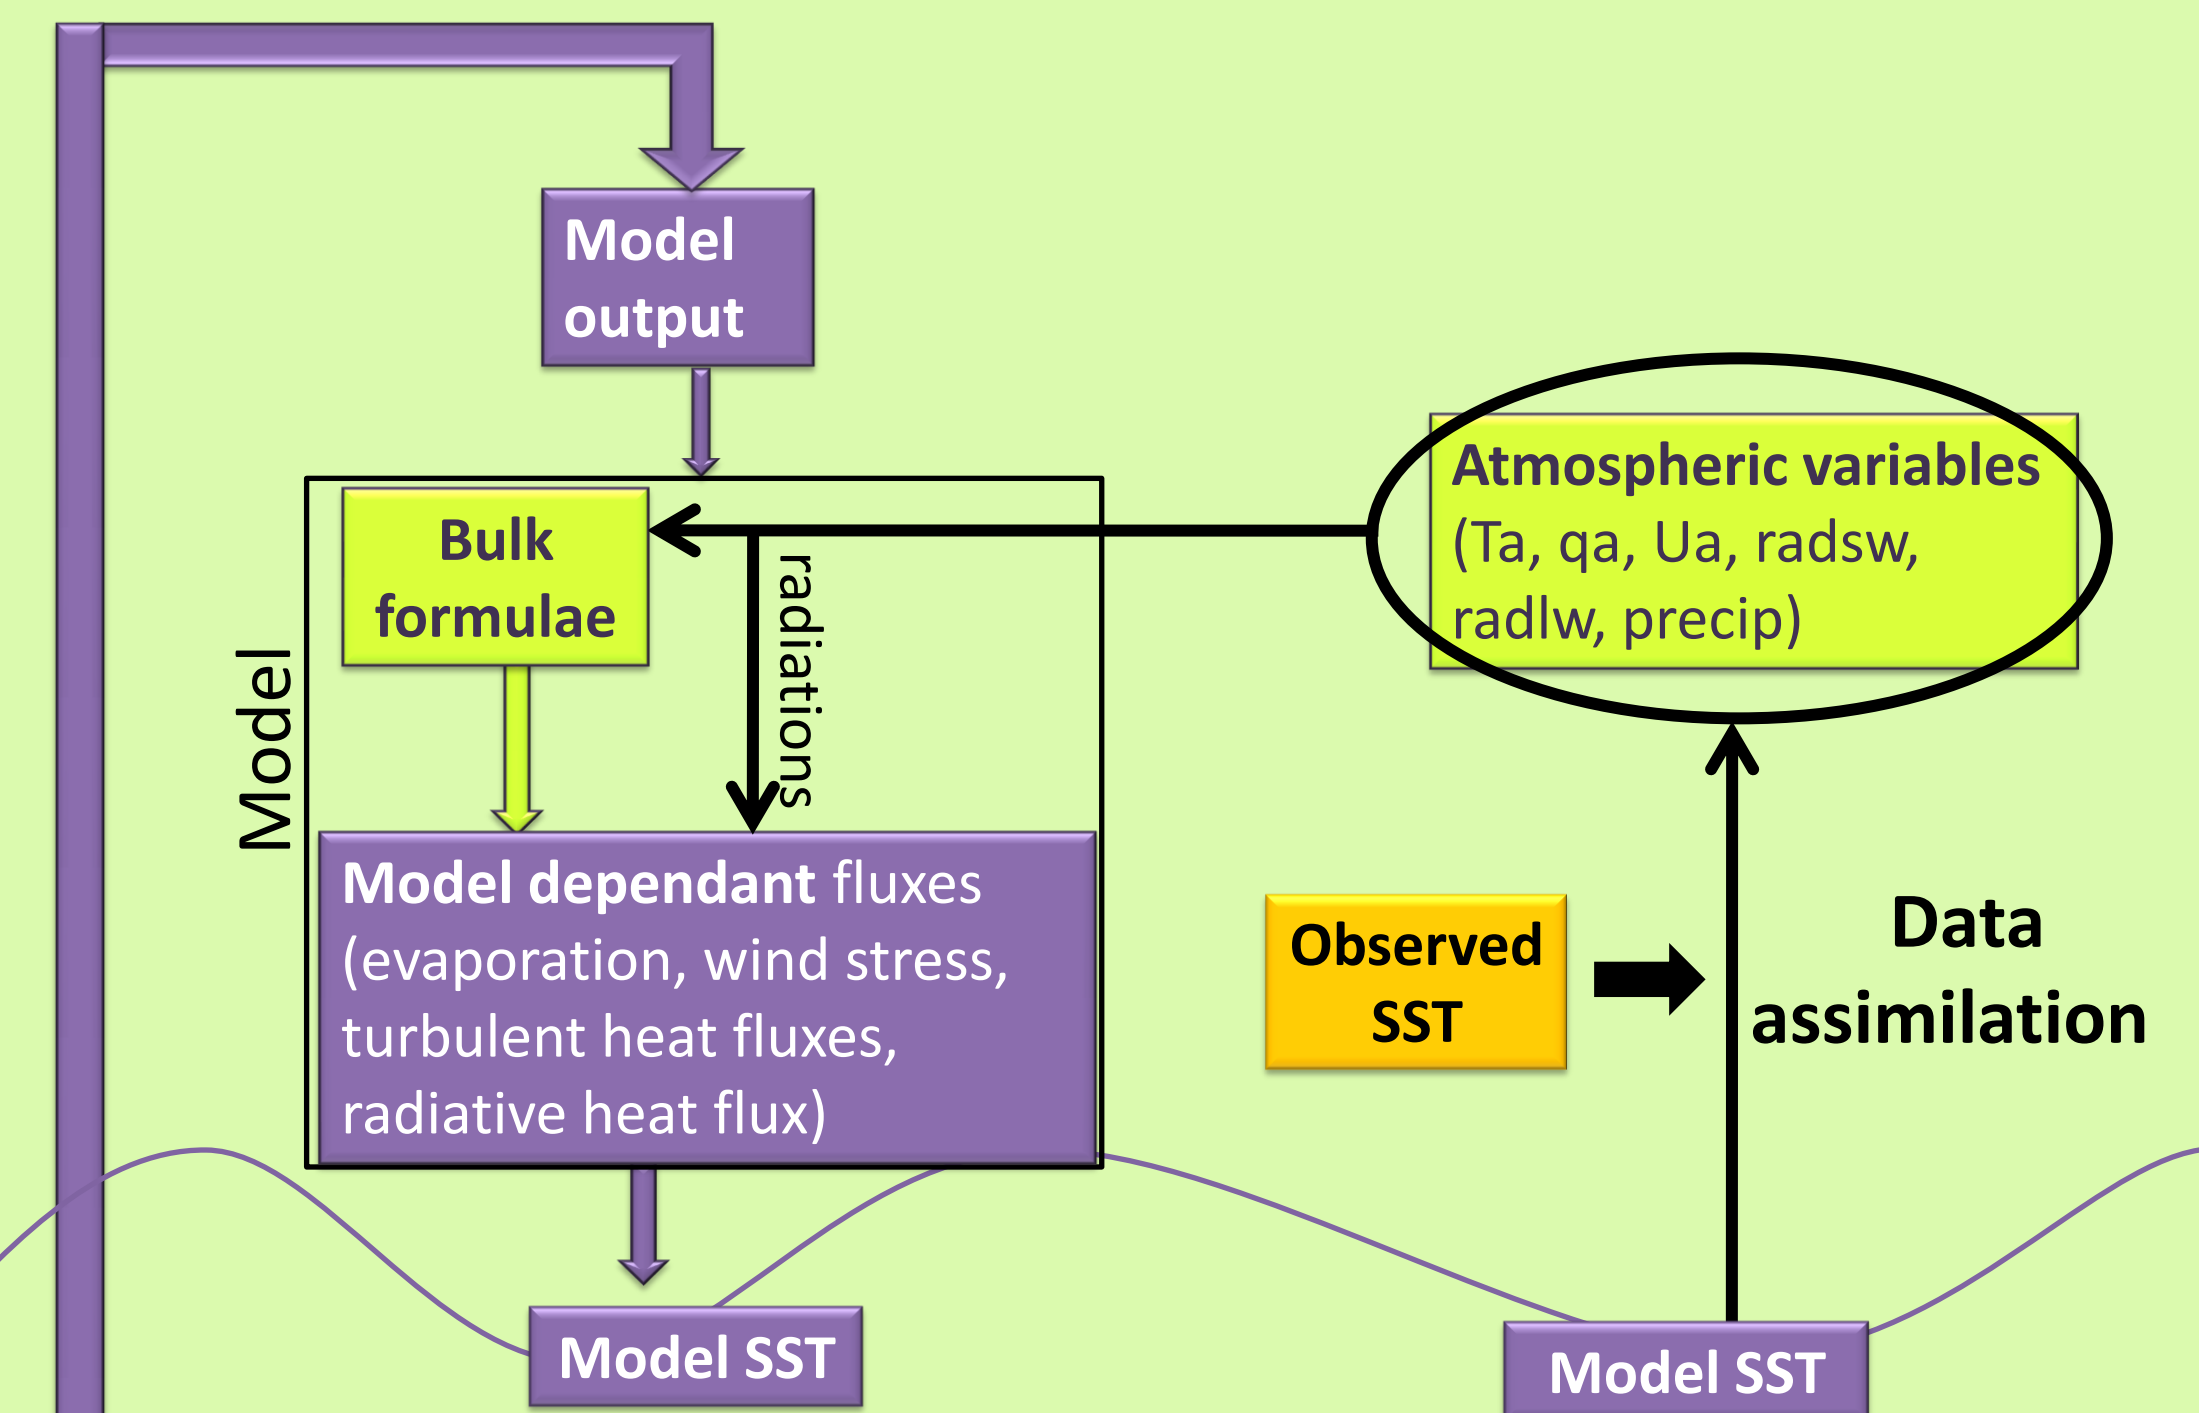 Model
output
Bulk
formulae
radiations
Model
Model dependant fluxes
(evaporation, wind stress,
turbulent heat fluxes,
radiative heat flux)
Model SST
Atmospheric variables
(Ta, qa, Ua, radsw,
radlw, precip)
Observed
SST
Data
assimilation
Model SST